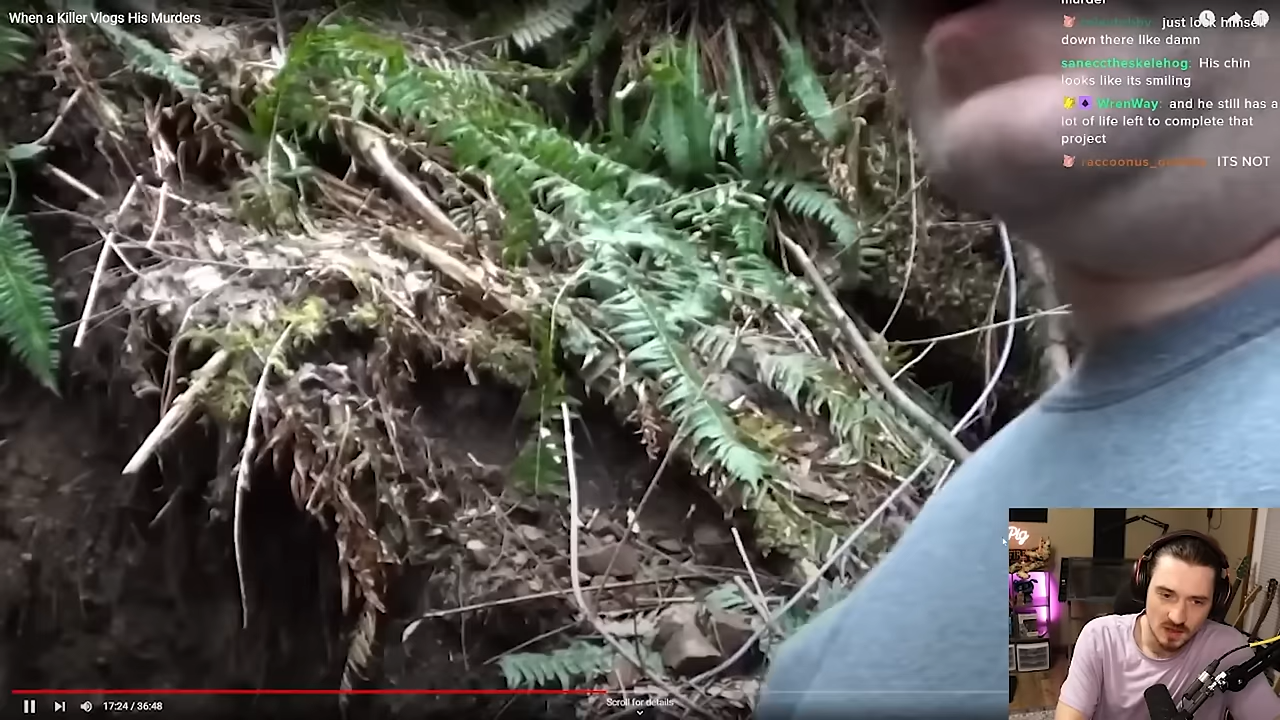 When a Killer Vlogs His Murders
murder
just look himself
down there like damn
sanecctheskelehog: His chin
looks like its smiling
WrenWay: and he still has a
lot of life left to complete that
project
ITS NOT
Pig
Scroll for details
17:24 / 36:48